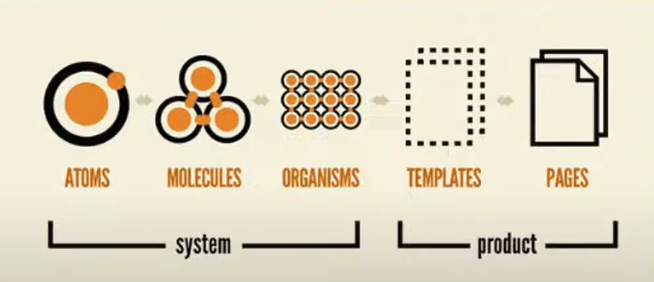 ATOMS MOLECULES ORGANISMS TEMPLATES PAGES
system product